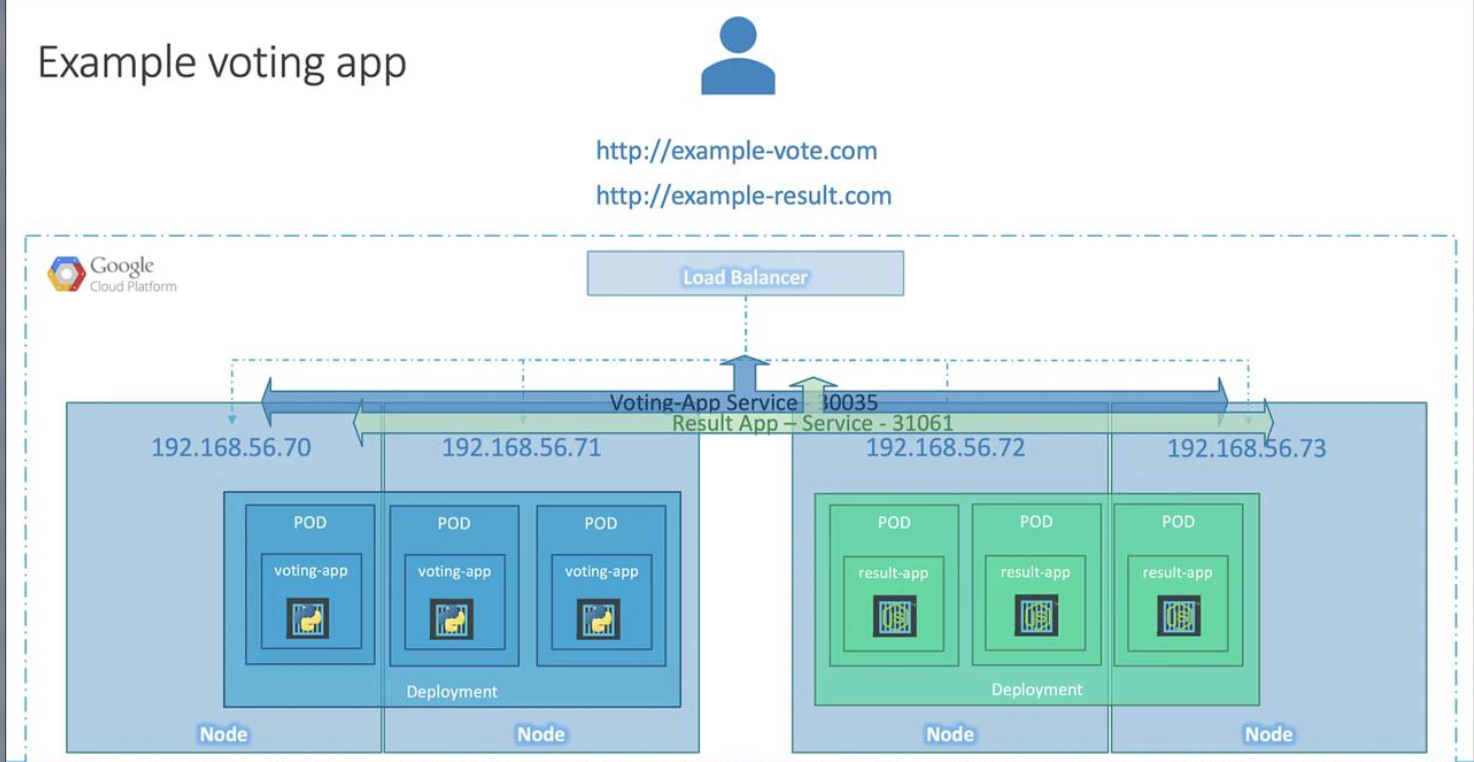 Example voting app
http://example-vote.com
http://example-result.com
Google
Cloud Platform
Load Balancer
Voting-App Service - 30035
Result App – Service - 31061
192.168.56.70
192.168.56.71
192.168.56.72
192.168.56.73
POD
POD
POD
POD
POD
POD
voting-app
voting-app
voting-app
result-app
result-app
result-app
Deployment
Deployment
Node
Node
Node
Node